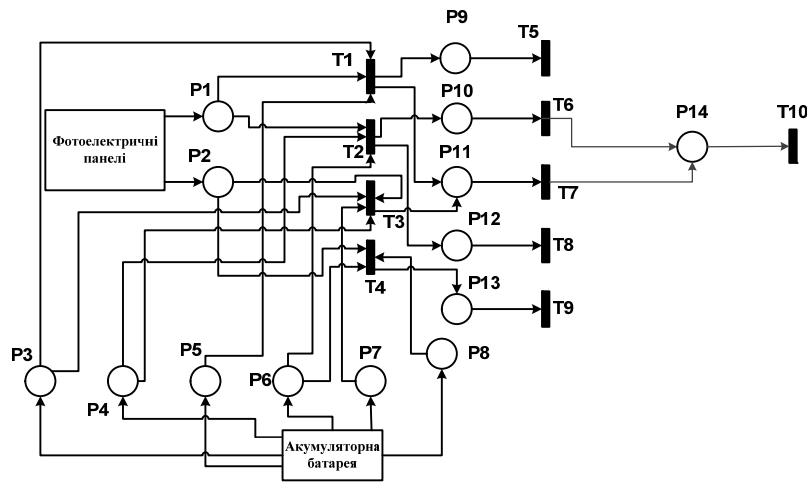 P9
T5
T1
P1
P10
T6
P14
T10
Фотоелектричні
панелі
T2
P2
P11
T7
T3
P12
T8
T4
P13
T9
P3
P5
P7
P8
P6
P4
Акумуляторна
батарея